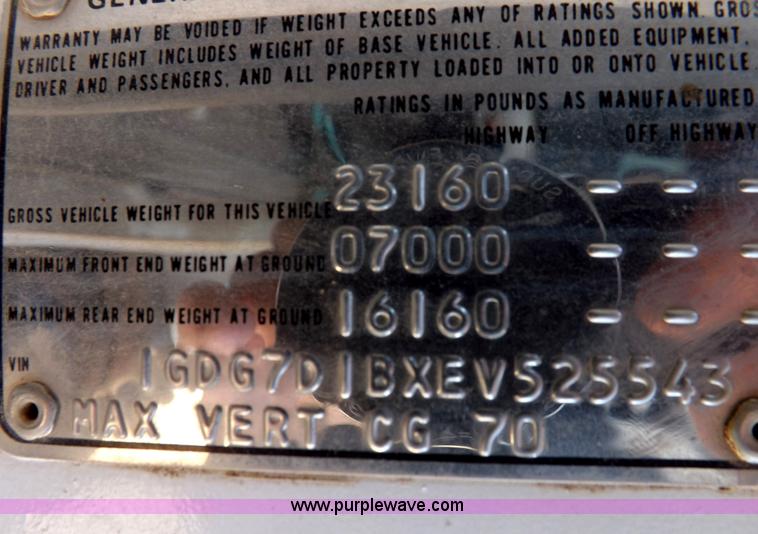 WARRANTY MAY BE VOIDED IF WEIGHT EXCEEDS ANY OF RATINGS SHOWN. GROS
VEHICLE WEIGHT INCLUDES WEIGHT OF BASE VEHICLE. ALL ADDED EQUIPMENT,
DRIVER AND PASSENGERS, AND ALL PROPERTY LOADED INTO OR ONTO VEHICLE.
RATINGS IN POUNDS AS MANUFACTURED
HIGHWAY OFF HIGHWAY
GROSS VEHICLE WEIGHT FOR THIS VEHICLE 23160 - - -
MAXIMUM FRONT END WEIGHT AT GROUND 07000 - - -
MAXIMUM REAR END WEIGHT AT GROUND 16160 - - -
VIN 1GDG7D1BXEV525543
MAX VERT CG 70
www.purplewave.com